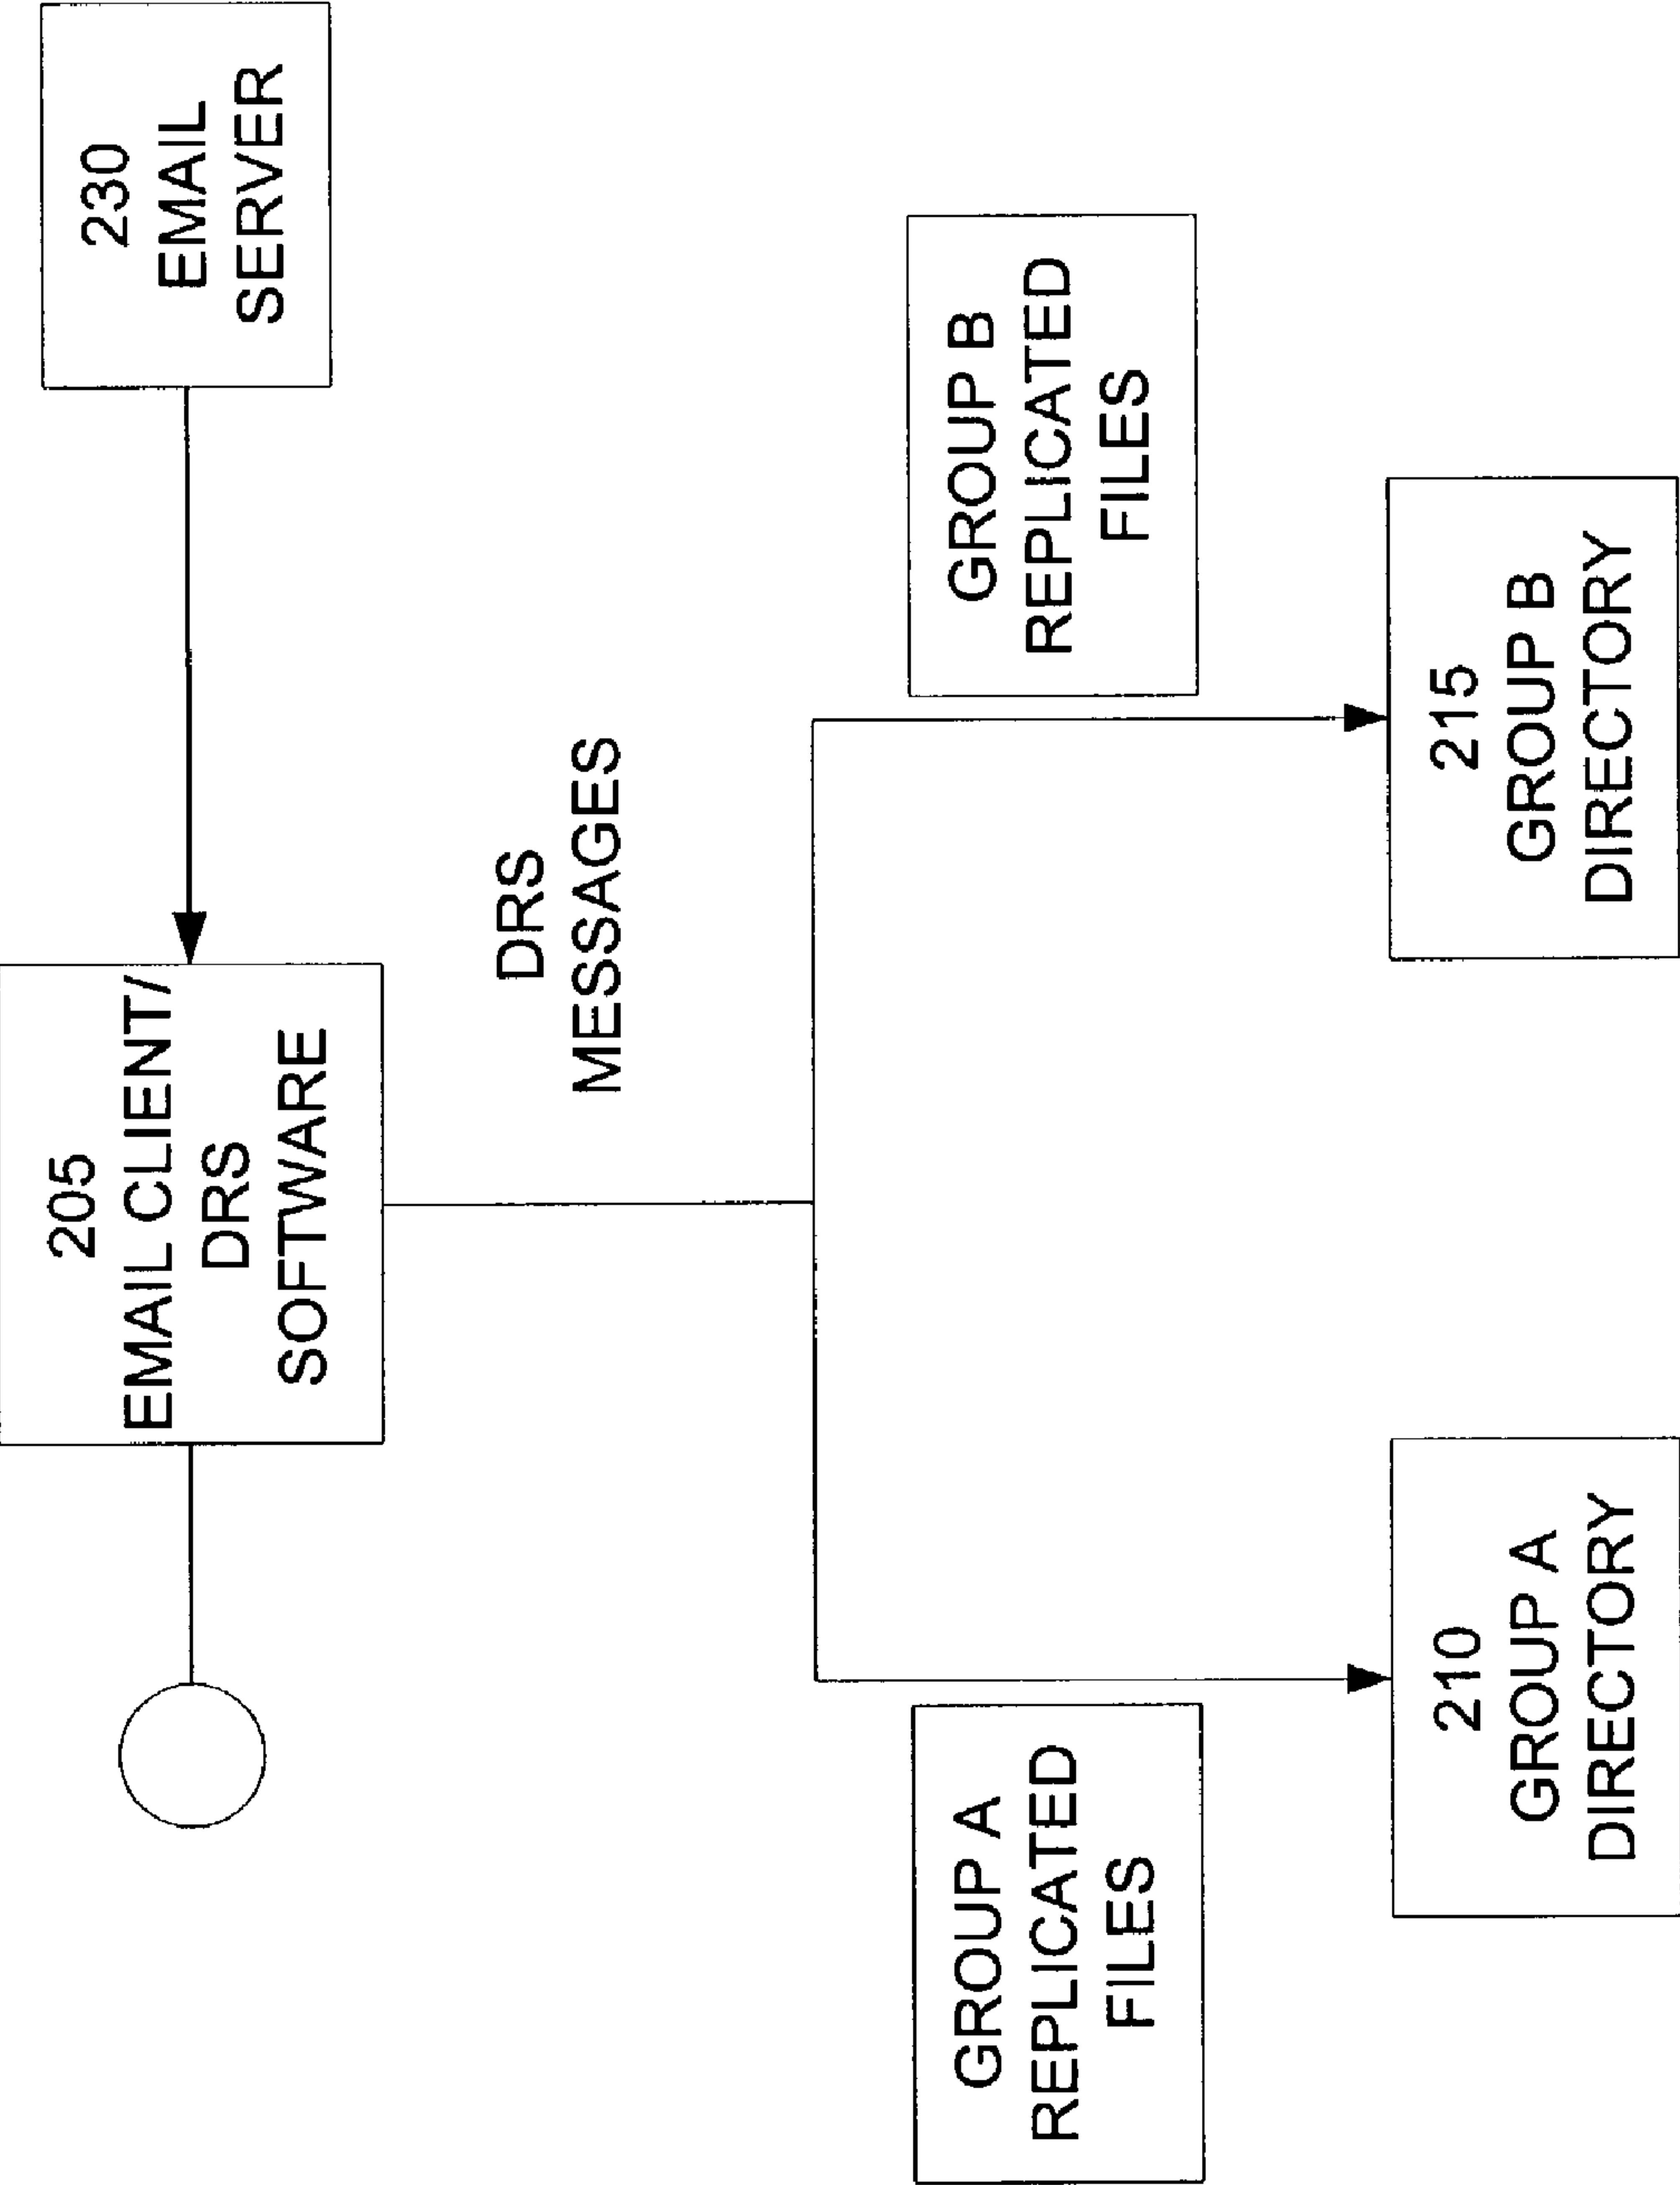 205
EMAIL CLIENT/
DRS
SOFTWARE
230
EMAIL
SERVER
DRS
MESSAGES
GROUP A
REPLICATED
FILES
GROUP B
REPLICATED
FILES
210
GROUP A
DIRECTORY
215
GROUP B
DIRECTORY